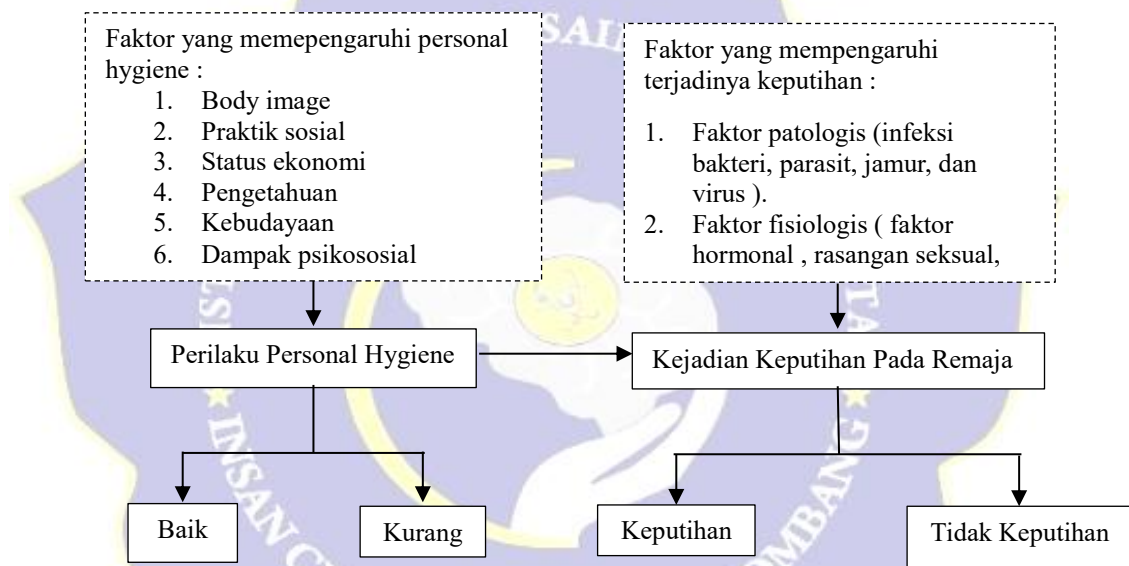 Faktor yang memepengaruhi personal
hygiene :
1. Body image
2. Praktik sosial
3. Status ekonomi
4. Pengetahuan
5. Kebudayaan
6. Dampak psikososial
Faktor yang mempengaruhi
terjadinya keputihan :
1. Faktor patologis (infeksi
bakteri, parasit, jamur, dan
virus ).
2. Faktor fisiologis ( faktor
hormonal , rasangan seksual,
Perilaku Personal Hygiene
Kejadian Keputihan Pada Remaja
Baik
Kurang
Keputihan
Tidak Keputihan
INSAN